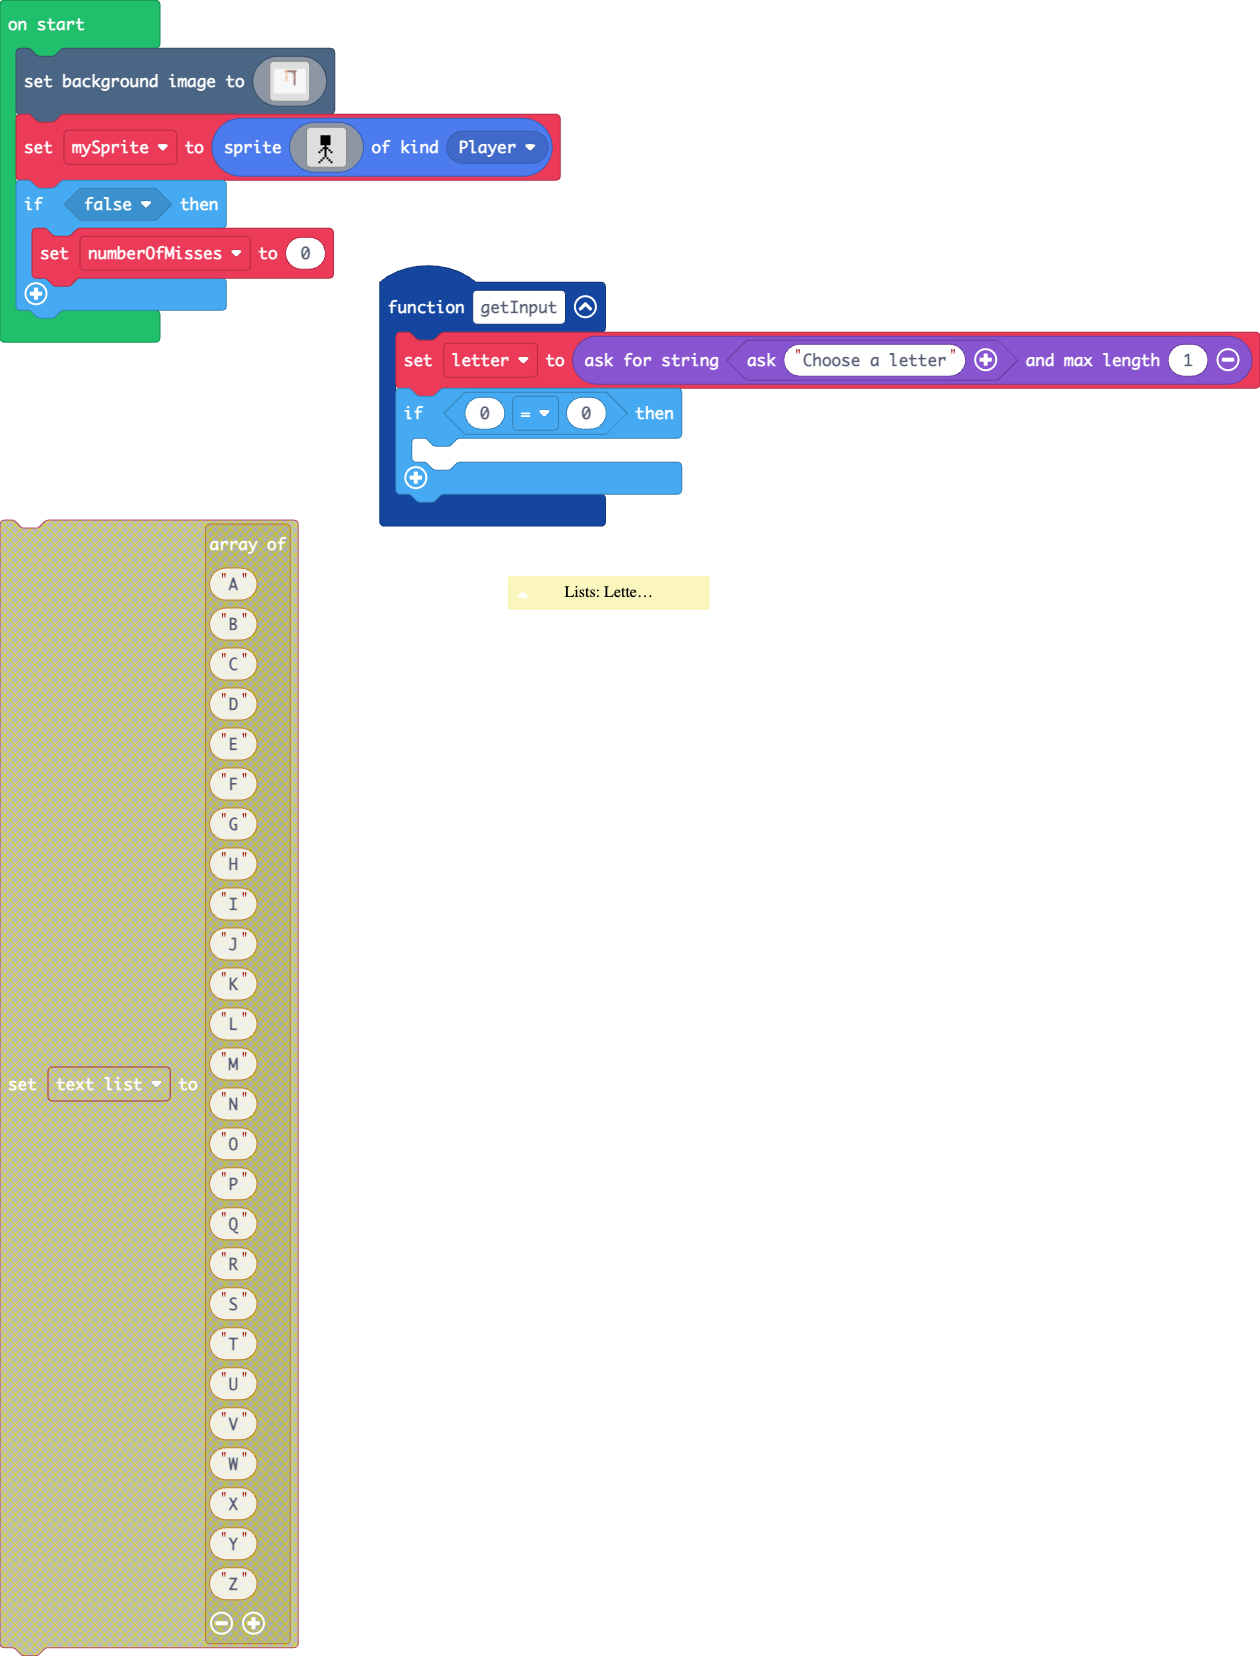 on start
set background image to
set mySprite to sprite of kind Player
if false then
set numberOfMisses to 0
function getInput
set letter to ask for string ask "Choose a letter" and max length 1
if 0 = 0 then
Lists: Lette…
set text list to array of
"A"
"B"
"C"
"D"
"E"
"F"
"G"
"H"
"I"
"J"
"K"
"L"
"M"
"N"
"O"
"P"
"Q"
"R"
"S"
"T"
"U"
"V"
"W"
"X"
"Y"
"Z"